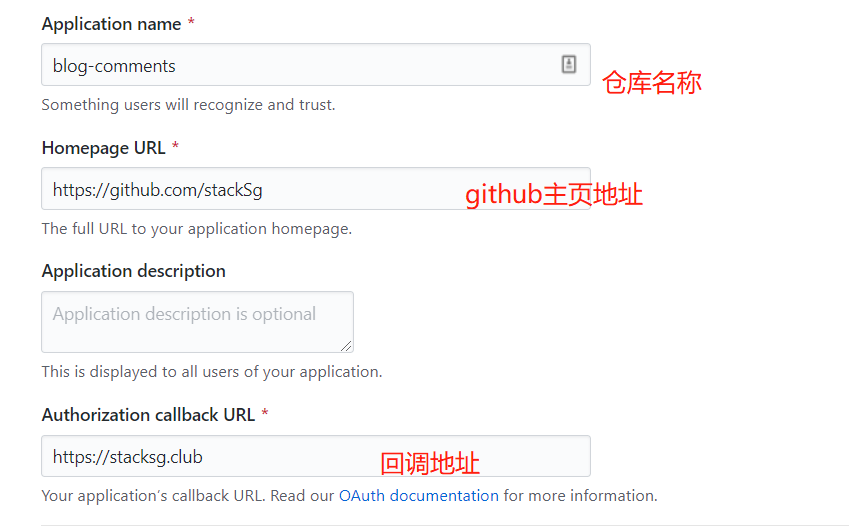 Application name *
blog-comments
仓库名称
Something users will recognize and trust.
Homepage URL *
https://github.com/stackSg
github主页地址
The full URL to your application homepage.
Application description
Application description is optional
This is displayed to all users of your application.
Authorization callback URL *
https://stacksg.club
回调地址
Your application’s callback URL. Read our OAuth documentation for more information.